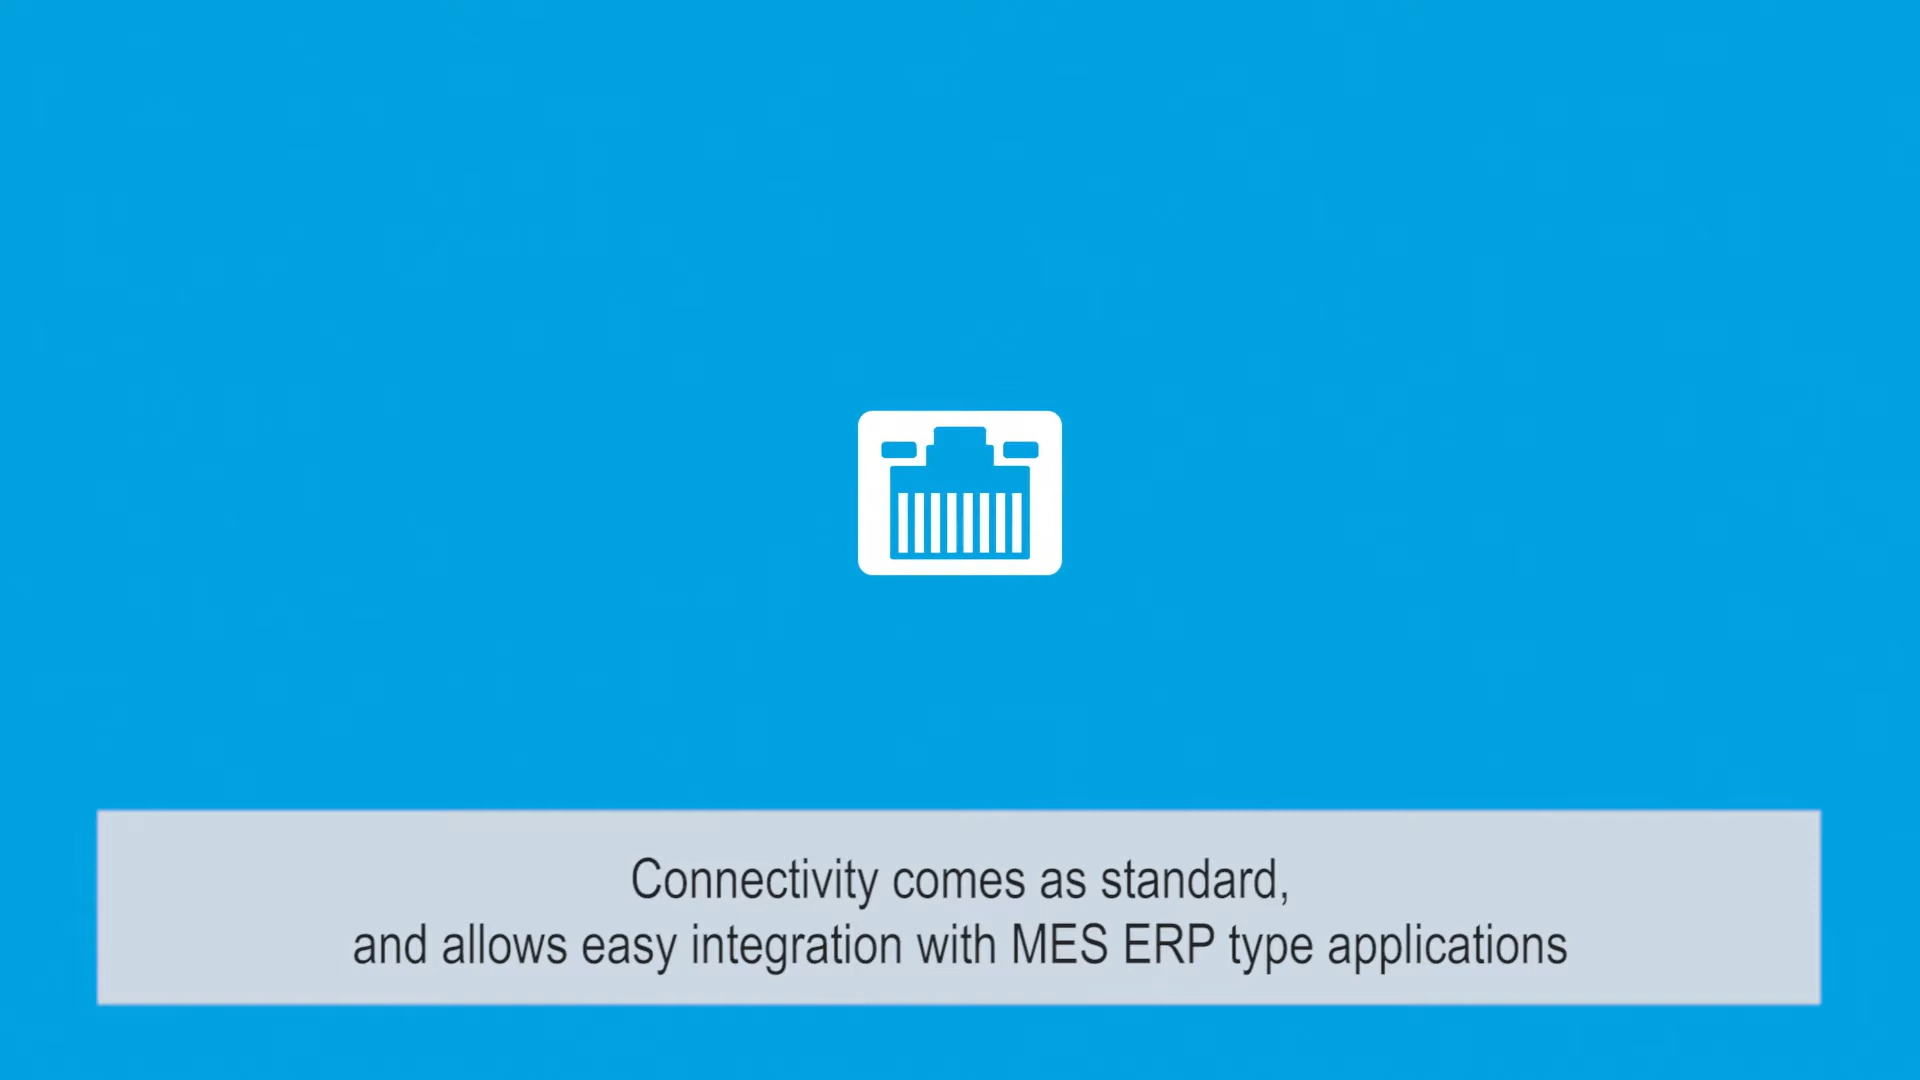 Connectivity comes as standard,
and allows easy integration with MES ERP type applications